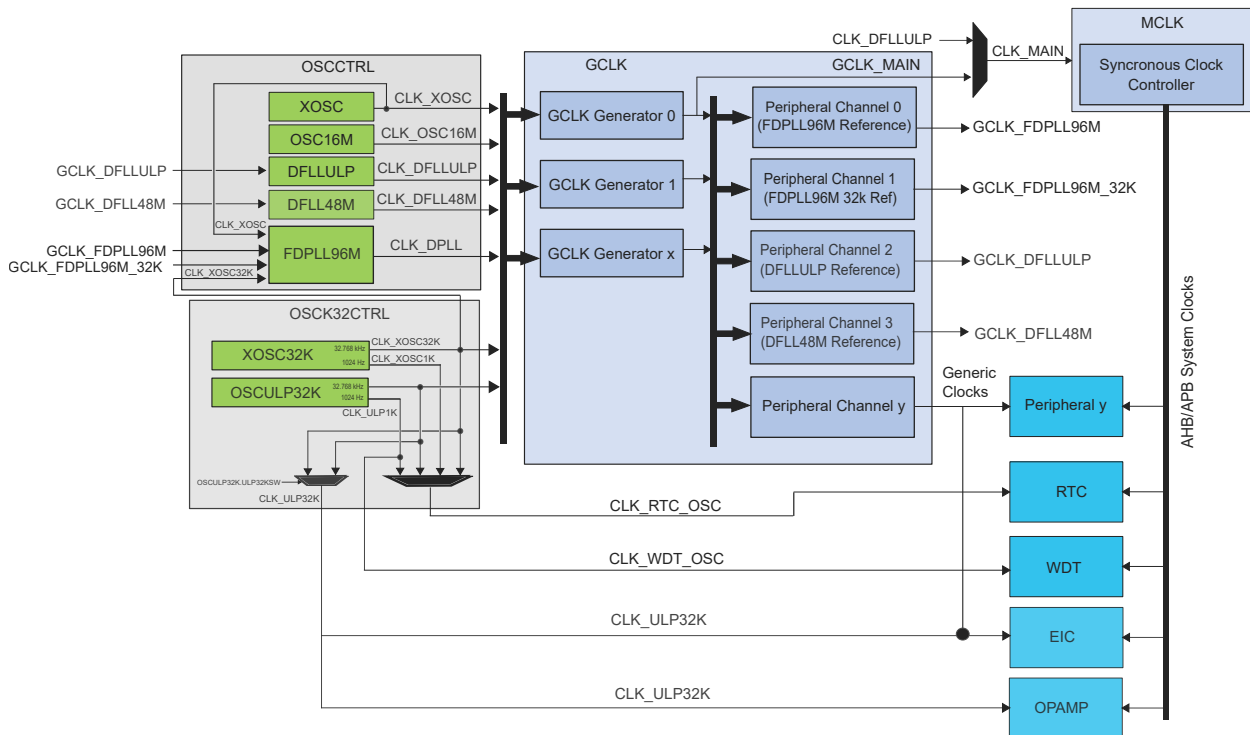 OSCCTRL
XOSC
OSC16M
DFLLULP
DFLL48M
FDPLL96M
CLK_XOSC
CLK_OSC16M
CLK_DFLLULP
CLK_DFLL48M
CLK_DPLL
GCLK_DFLLULP
GCLK_DFLL48M
CLK_XOSC
GCLK_FDPLL96M
GCLK_FDPLL96M_32K
CLK_XOSC32K
OSCK32CTRL
XOSC32K
32.768 kHz
1024 Hz
CLK_XOSC32K
CLK_XOSC1K
OSCULP32K
32.768 kHz
1024 Hz
CLK_ULP1K
OSCULP32K.ULP32KSW
CLK_ULP32K
GCLK
GCLK Generator 0
GCLK Generator 1
GCLK Generator x
GCLK_MAIN
Peripheral Channel 0
(FDPLL96M Reference)
Peripheral Channel 1
(FDPLL96M 32k Ref)
Peripheral Channel 2
(DFLLULP Reference)
Peripheral Channel 3
(DFLL48M Reference)
Peripheral Channel y
CLK_DFLLULP
CLK_MAIN
MCLK
Syncronous Clock
Controller
GCLK_FDPLL96M
GCLK_FDPLL96M_32K
GCLK_DFLLULP
GCLK_DFLL48M
Generic
Clocks
AHB/APB System Clocks
Peripheral y
CLK_RTC_OSC
RTC
CLK_WDT_OSC
WDT
CLK_ULP32K
EIC
CLK_ULP32K
OPAMP